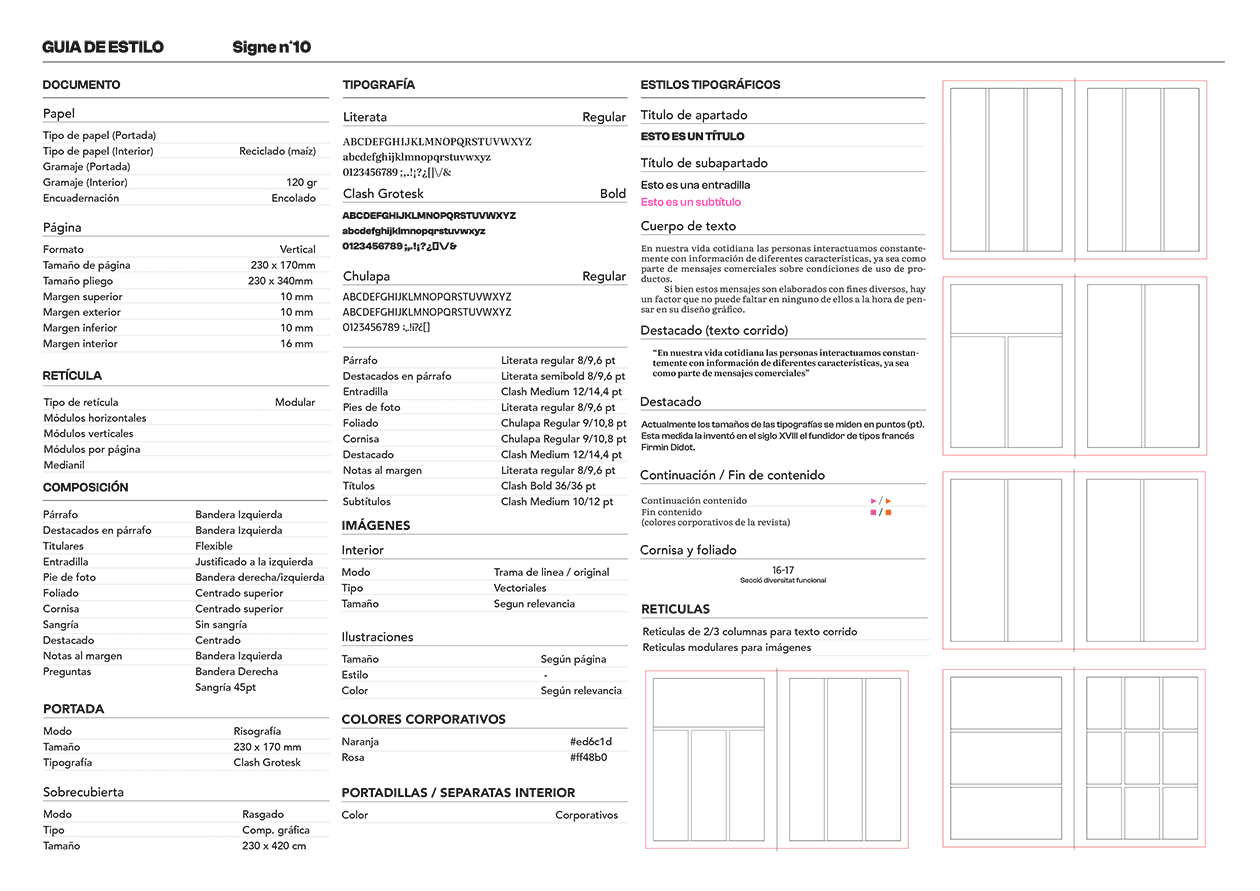 GUIA DE ESTILO Signe n°10
DOCUMENTO
Papel
Tipo de papel (Portada)
Tipo de papel (Interior) Reciclado (maíz)
Gramaje (Portada)
Gramaje (Interior) 120 gr
Encuadernación Encolado
Página
Formato Vertical
Tamaño de página 230 x 170mm
Tamaño pliego 230 x 340mm
Margen superior 10 mm
Margen exterior 10 mm
Margen inferior 10 mm
Margen interior 16 mm
RETÍCULA
Tipo de retícula Modular
Módulos horizontales
Módulos verticales
Módulos por página
Medianil
COMPOSICIÓN
Párrafo Bandera Izquierda
Destacados en párrafo Bandera Izquierda
Titulares Flexible
Entradilla Justificado a la izquierda
Pie de foto Bandera derecha/izquierda
Foliado Centrado superior
Cornisa Centrado superior
Sangría Sin sangría
Destacado Centrado
Notas al margen Bandera Izquierda
Preguntas Bandera Derecha
Sangría 45pt
PORTADA
Modo Risografía
Tamaño 230 x 170 mm
Tipografía Clash Grotesk
Sobrecubierta
Modo Rasgado
Tipo Comp. gráfica
Tamaño 230 x 420 cm
TIPOGRAFÍA
Literata Regular
ABCDEFGHIJKLMNOPQRSTUVWXYZ
abcdefghijklmnopqrstuvwxyz
0123456789 ;,.!¡?¿[]\/&
Clash Grotesk Bold
ABCDEFGHIJKLMNOPQRSTUVWXYZ
abcdefghijklmnopqrstuvwxyz
0123456789 ;,.!¡?¿[]\/&
Chulapa Regular
ABCDEFGHIJKLMNOPQRSTUVWXYZ
ABCDEFGHIJKLMNOPQRSTUVWXYZ
0123456789 ;,.!¡?¿[]
Párrafo Literata regular 8/9,6 pt
Destacados en párrafo Literata semibold 8/9,6 pt
Entradilla Clash Medium 12/14,4 pt
Pies de foto Literata regular 8/9,6 pt
Foliado Chulapa Regular 9/10,8 pt
Cornisa Chulapa Regular 9/10,8 pt
Destacado Clash Medium 12/14,4 pt
Notas al margen Literata regular 8/9,6 pt
Títulos Clash Bold 36/36 pt
Subtítulos Clash Medium 10/12 pt
IMÁGENES
Interior
Modo Trama de linea / original
Tipo Vectoriales
Tamaño Segun relevancia
Ilustraciones
Tamaño Según página
Estilo -
Color Según relevancia
COLORES CORPORATIVOS
Naranja #ed6c1d
Rosa #ff48b0
PORTADILLAS / SEPARATAS INTERIOR
Color Corporativos
ESTILOS TIPOGRÁFICOS
Titulo de apartado
ESTO ES UN TÍTULO
Título de subapartado
Esto es una entradilla
Esto es un subtítulo
Cuerpo de texto
En nuestra vida cotidiana las personas interactuamos constante-
mente con información de diferentes características, ya sea como
parte de mensajes comerciales sobre condiciones de uso de pro-
ductos.
Si bien estos mensajes son elaborados con fines diversos, hay
un factor que no puede faltar en ninguno de ellos a la hora de pen-
sar en su diseño gráfico.
Destacado (texto corrido)
"En nuestra vida cotidiana las personas interactuamos constan-
temente con información de diferentes características, ya sea
como parte de mensajes comerciales"
Destacado
Actualmente los tamaños de las tipografías se miden en puntos (pt).
Esta medida la inventó en el siglo XVIII el fundidor de tipos francés
Firmin Didot.
Continuación / Fin de contenido
Continuación contenido ▶ / ▶
Fin contenido ■ / ■
(colores corporativos de la revista)
Cornisa y foliado
16-17
Secció diversitat funcional
RETICULAS
Reticulas de 2/3 columnas para texto corrido
Reticulas modulares para imágenes